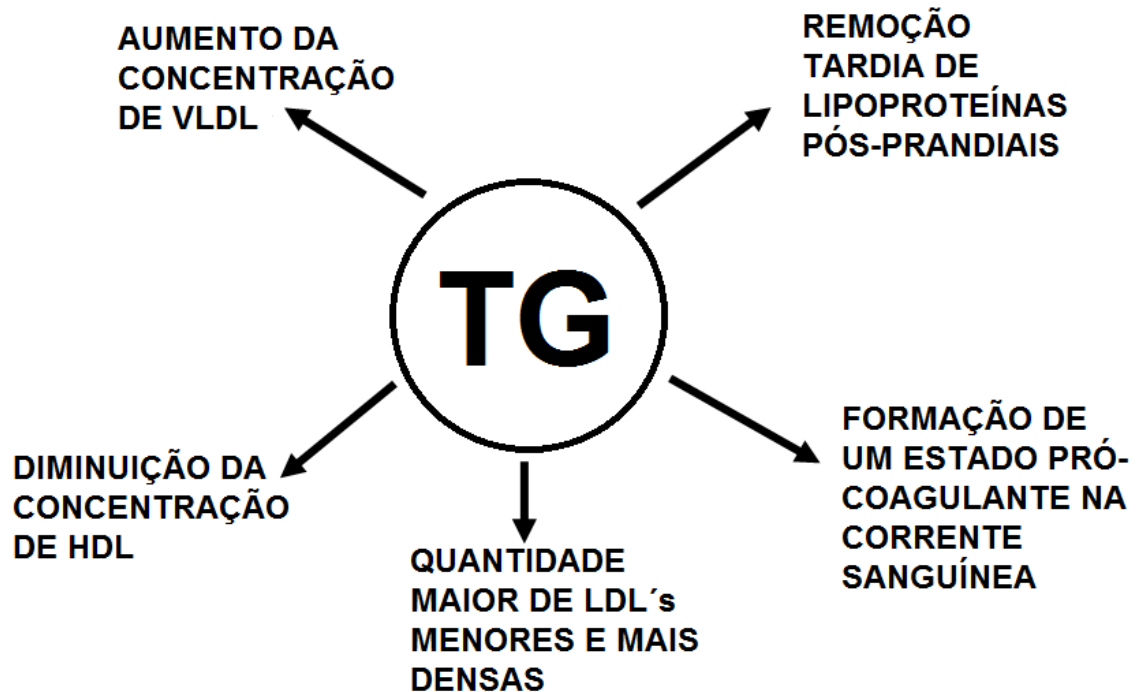 AUMENTO DA
CONCENTRAÇÃO
DE VLDL
REMOÇÃO
TARDIA DE
LIPOPROTEÍNAS
PÓS-PRANDIAIS
TG
DIMINUIÇÃO DA
CONCENTRAÇÃO
DE HDL
QUANTIDADE
MAIOR DE LDL´s
MENORES E MAIS
DENSAS
FORMAÇÃO DE
UM ESTADO PRÓ-
COAGULANTE NA
CORRENTE
SANGUÍNEA